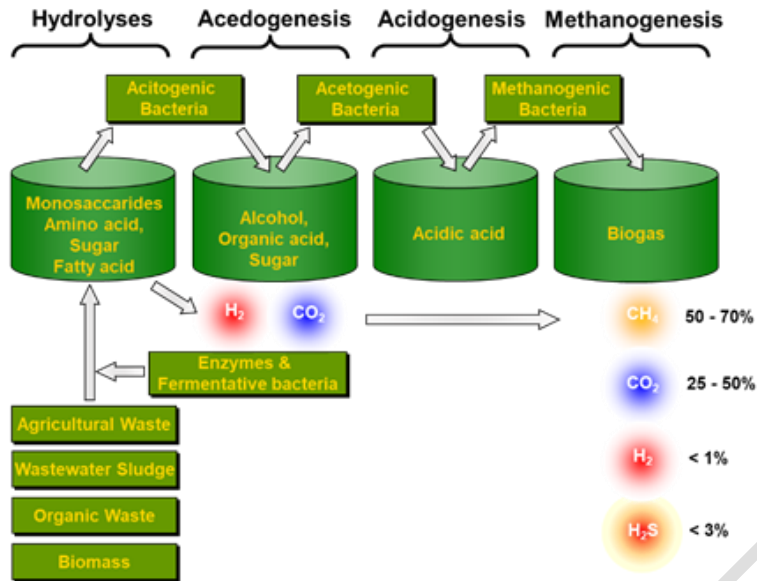 Hydrolyses
Acedogenesis
Acidogenesis
Methanogenesis
Acitogenic
Bacteria
Acetogenic
Bacteria
Methanogenic
Bacteria
Monosaccarides
Amino acid,
Sugar
Fatty acid
Alcohol,
Organic acid,
Sugar
Acidic acid
Biogas
H₂
CO₂
CH₄
50 - 70%
Enzymes &
Fermentative bacteria
CO₂
25 - 50%
Agricultural Waste
Wastewater Sludge
H₂
< 1%
Organic Waste
H₂S
< 3%
Biomass